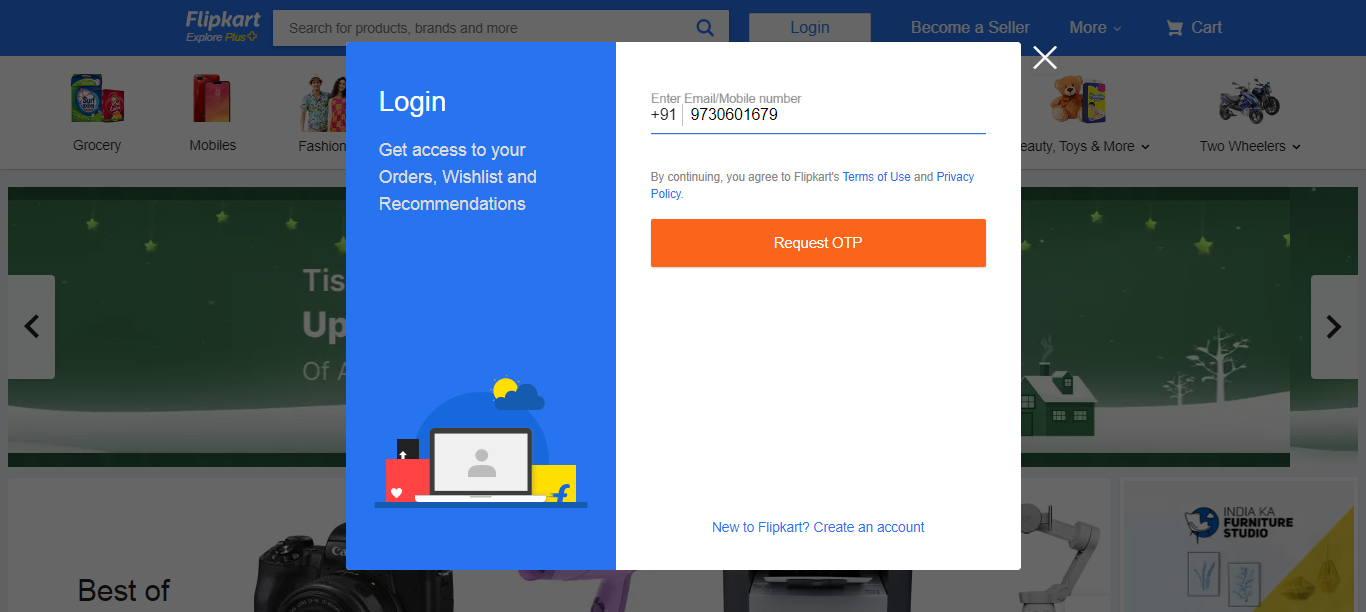 Flipkart
Explore Plus
Search for products, brands and more
Login
Become a Seller
More
Cart
Grocery
Mobiles
Fashion
eauty, Toys & More
Two Wheelers
Login
Get access to your
Orders, Wishlist and
Recommendations
Enter Email/Mobile number
+91 9730601679
By continuing, you agree to Flipkart's Terms of Use and Privacy
Policy.
Request OTP
New to Flipkart? Create an account
Tis
Up
Of A
Best of
Ca
INDIA KA
FURNITURE
STUDIO